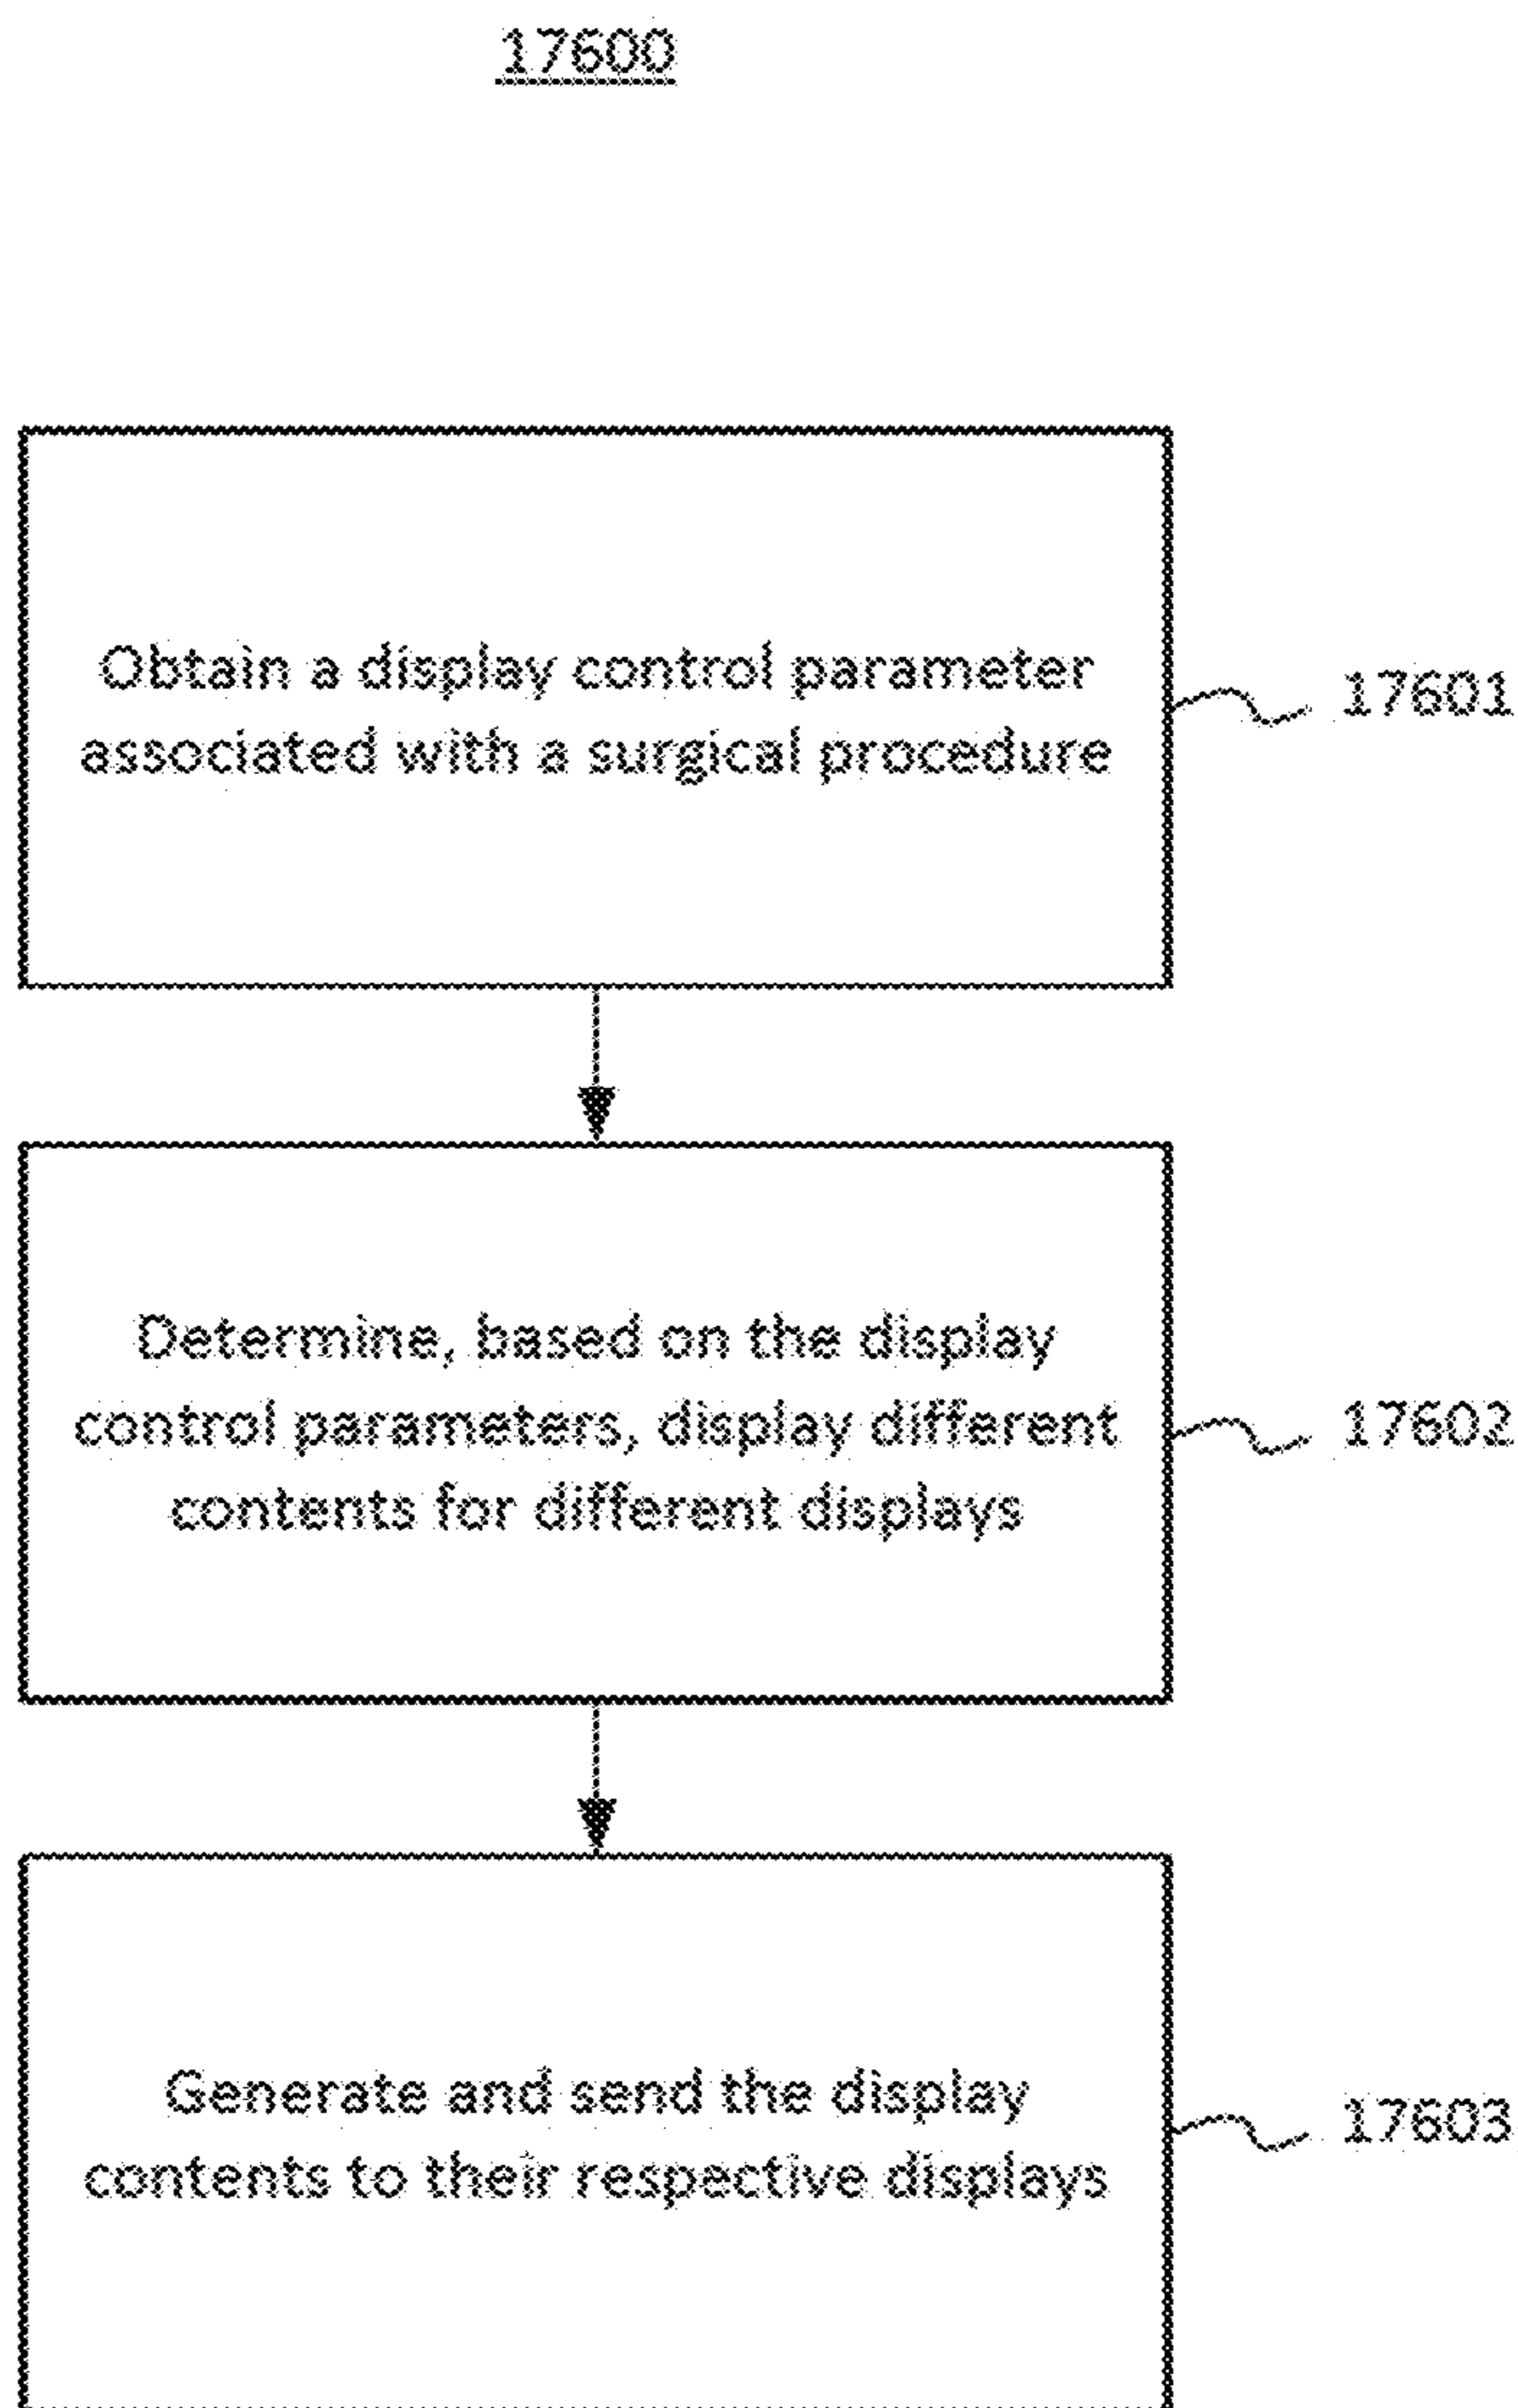 17600
Obtain a display control parameter
associated with a surgical procedure
17601
Determine, based on the display
control parameters, display different
contents for different displays
17602
Generate and send the display
contents to their respective displays
17603